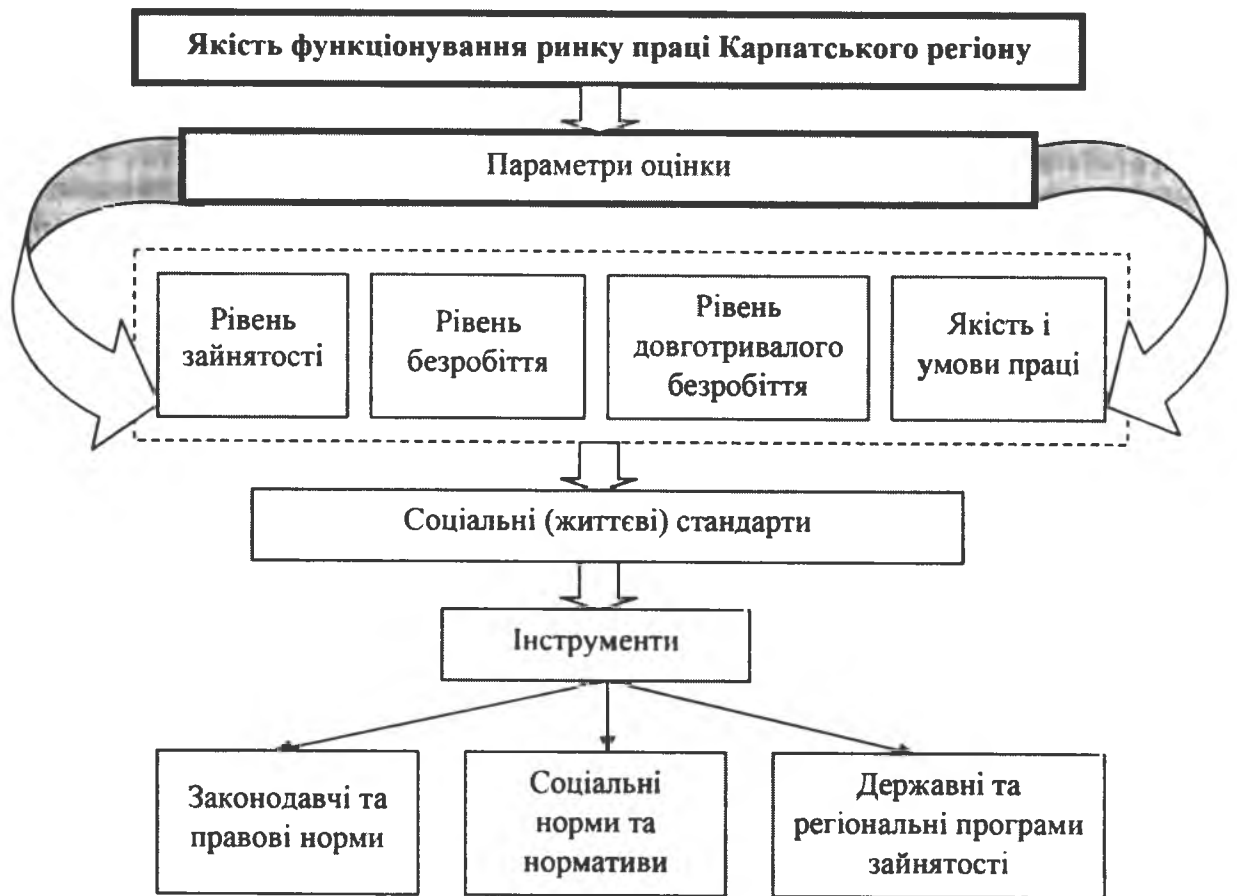 Якість функціонування ринку праці Карпатського регіону
Параметри оцінки
Рівень
зайнятості
Рівень
безробіття
Рівень
довготривалого
безробіття
Якість і
умови праці
Соціальні (життєві) стандарти
Інструменти
Законодавчі та
правові норми
Соціальні
норми та
нормативи
Державні та
регіональні програми
зайнятості